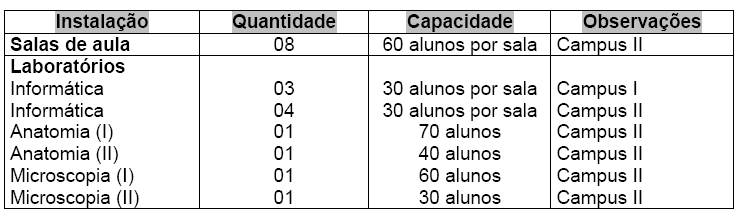 Instalação Quantidade Capacidade Observações
Salas de aula 08 60 alunos por sala Campus II
Laboratórios
Informática 03 30 alunos por sala Campus I
Informática 04 30 alunos por sala Campus II
Anatomia (I) 01 70 alunos Campus II
Anatomia (II) 01 40 alunos Campus II
Microscopia (I) 01 60 alunos Campus II
Microscopia (II) 01 30 alunos Campus II